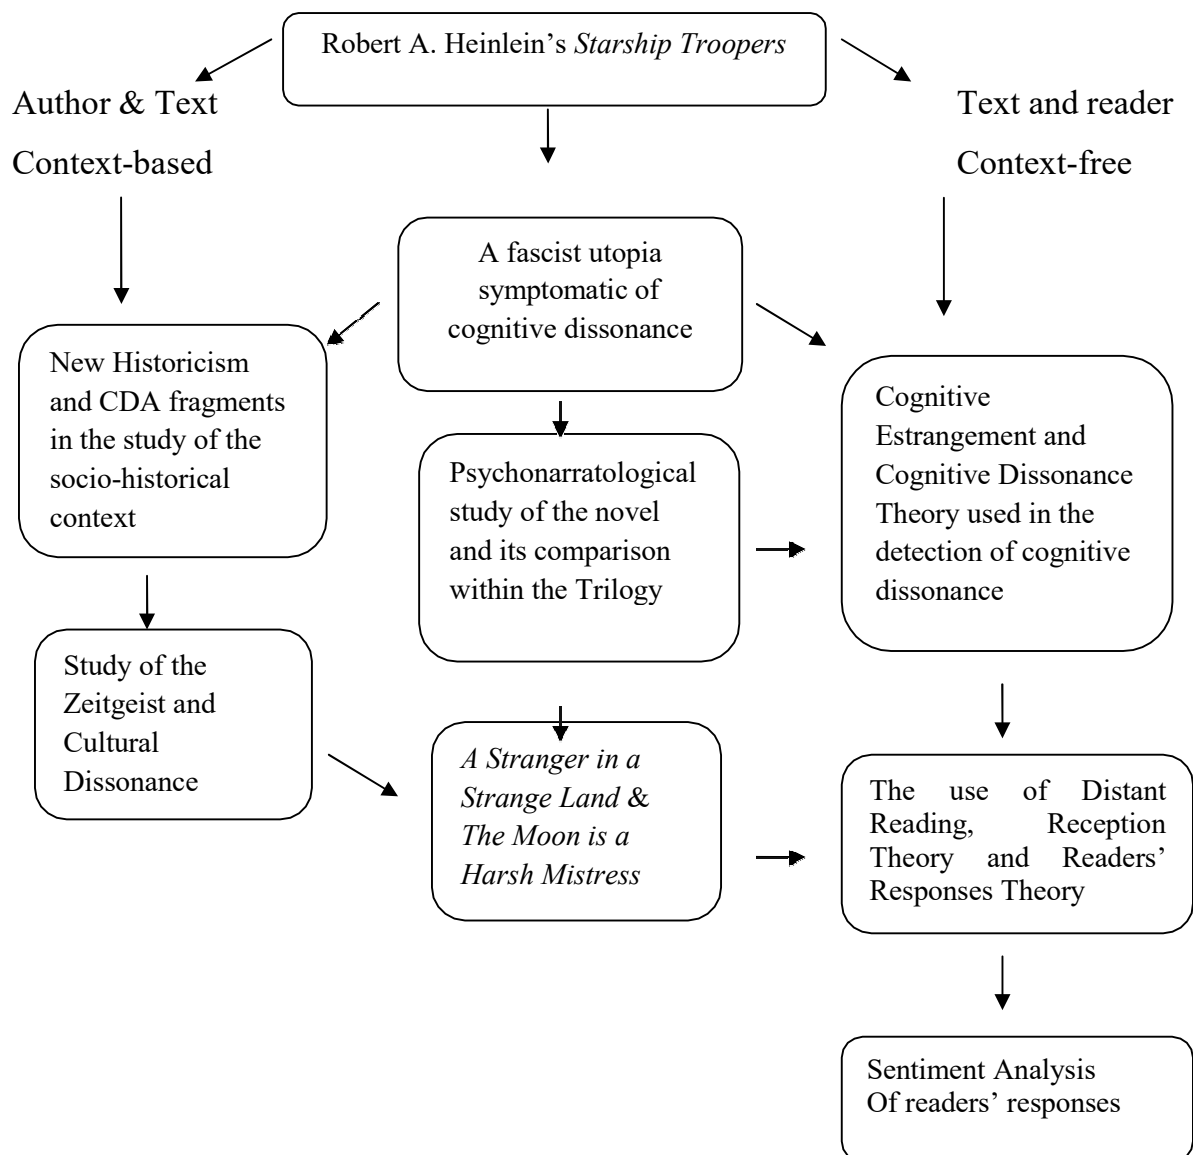 Robert A. Heinlein’s Starship Troopers
Author & Text
Context-based
Text and reader
Context-free
A fascist utopia
symptomatic of
cognitive dissonance
New Historicism
and CDA fragments
in the study of the
socio-historical
context
Psychonarratological
study of the novel
and its comparison
within the Trilogy
Cognitive
Estrangement and
Cognitive Dissonance
Theory used in the
detection of cognitive
dissonance
Study of the
Zeitgeist and
Cultural
Dissonance
A Stranger in a
Strange Land &
The Moon is a
Harsh Mistress
The use of Distant
Reading, Reception
Theory and Readers’
Responses Theory
Sentiment Analysis
Of readers’ responses